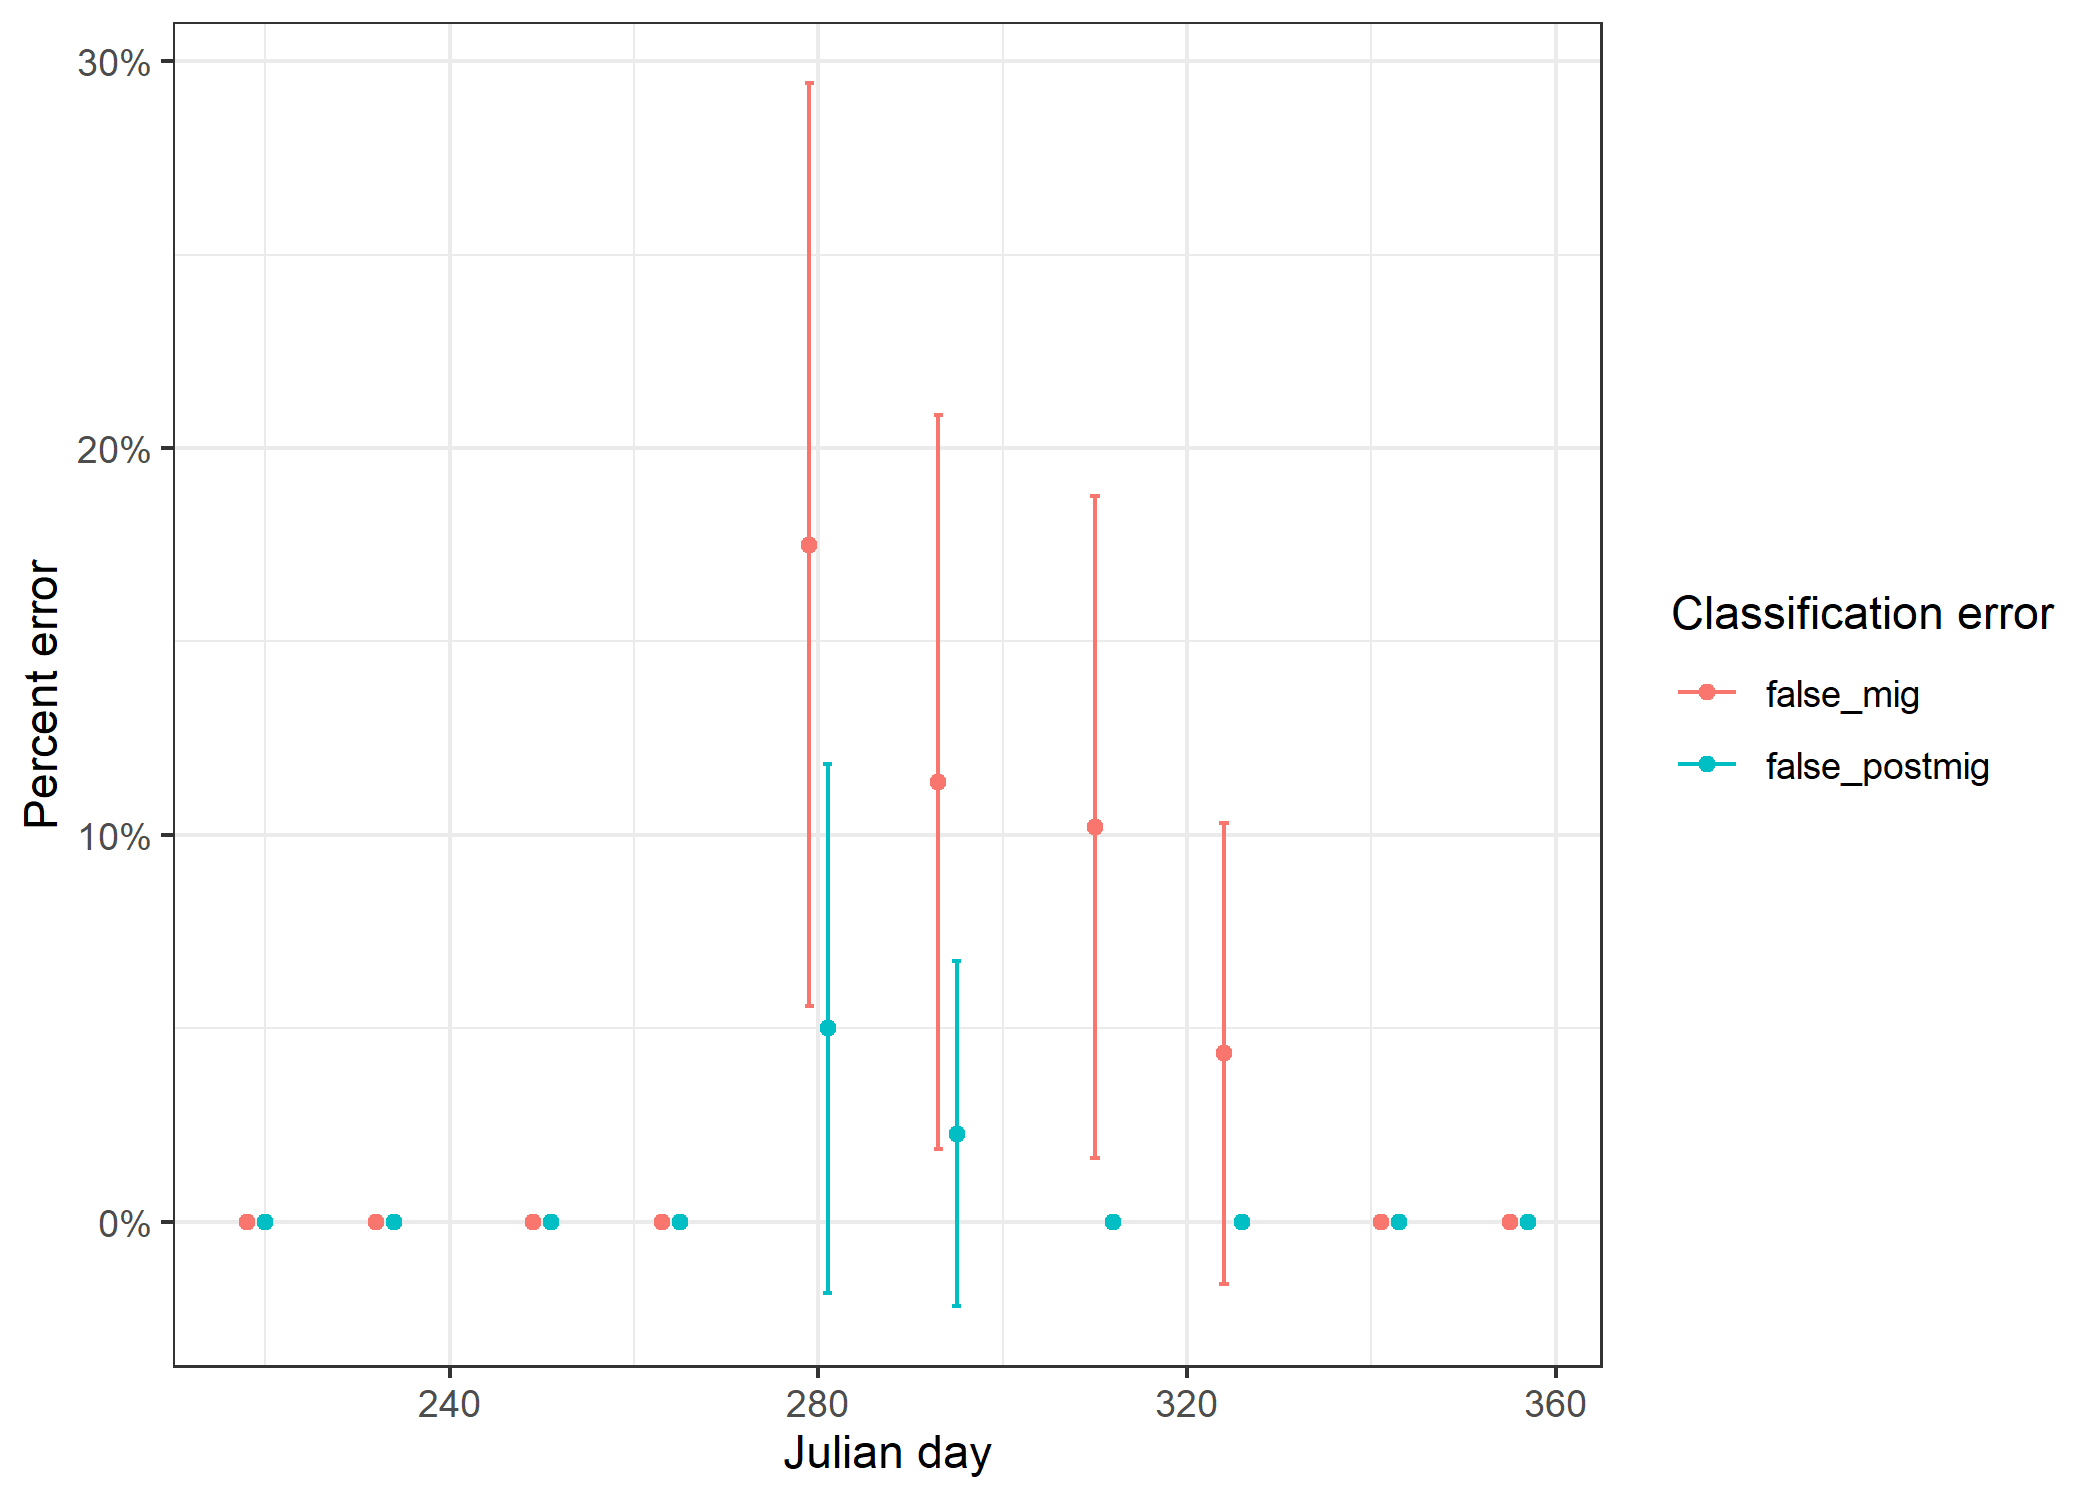 30%
20%
10%
0%
Percent error
240 280 320 360
Julian day
Classification error
false_mig
false_postmig